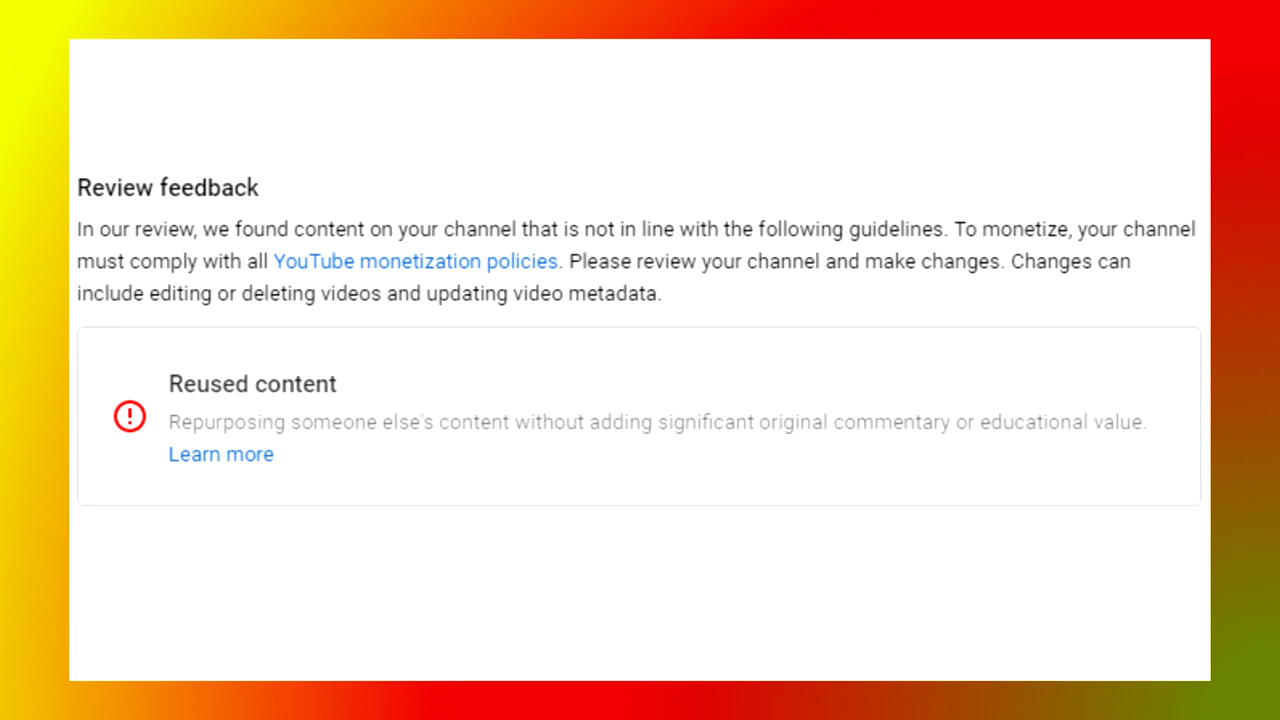 Review feedback
In our review, we found content on your channel that is not in line with the following guidelines. To monetize, your channel
must comply with all YouTube monetization policies. Please review your channel and make changes. Changes can
include editing or deleting videos and updating video metadata.
Reused content
Repurposing someone else's content without adding significant original commentary or educational value.
Learn more